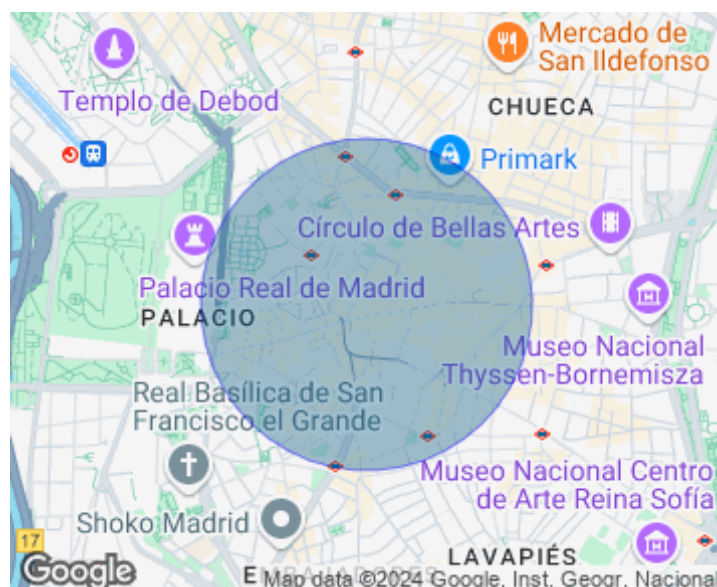 Mercado de
San Ildefonso
Templo de Debod
CHUECA
Primark
Círculo de Bellas Artes
Palacio Real de Madrid
PALACIO
Museo Nacional
Thyssen-Bornemisza
Real Basílica de San
Francisco el Grande
Museo Nacional Centro
de Arte Reina Sofía
Shoko Madrid
17
LAVAPIÉS
Google
Map data ©2024 Google, Inst. Geogr. Nacional